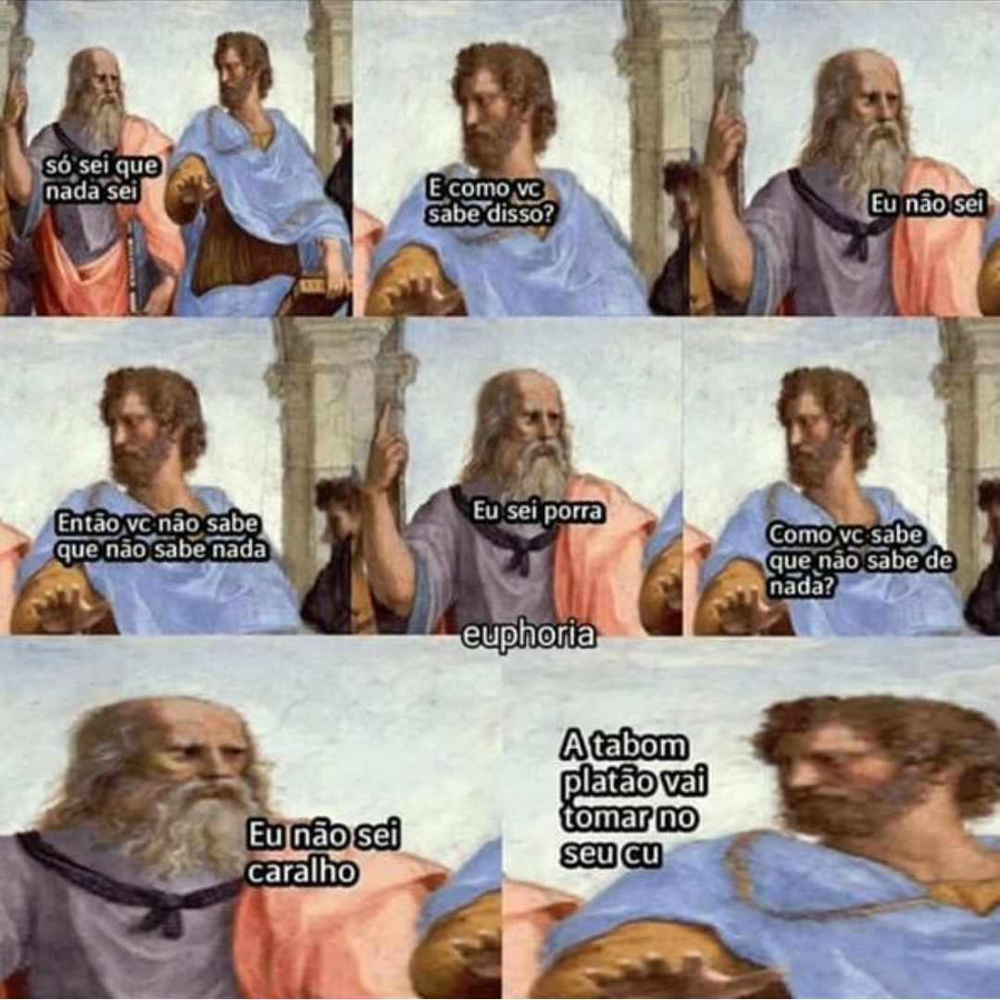 só sei que
nada sei
E como vc
sabe disso?
Eu não sei
Então vc não sabe
que não sabe nada
Eu sei porra
Como vc sabe
que não sabe de
nada?
euphoria
Eu não sei
caralho
A tabom
platão vai
tomar no
seu cu